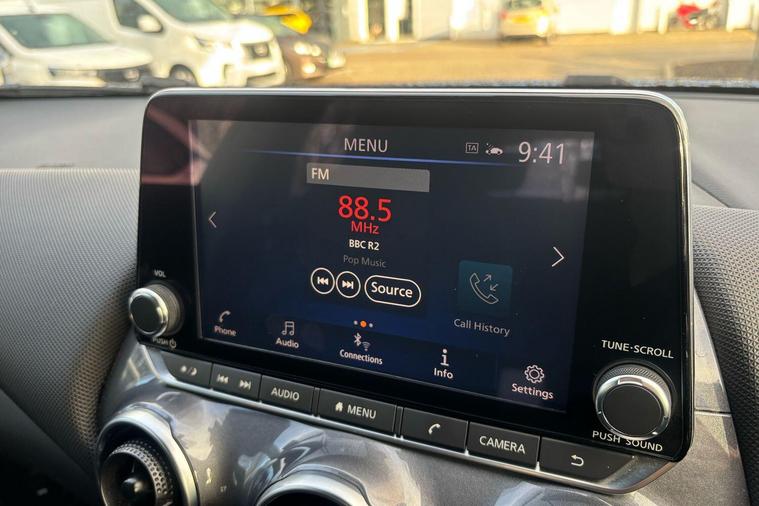 MENU TA 9:41
FM
88.5
MHz
BBC R2
Pop Music
Source
Call History
Phone Audio Connections Info Settings
VOL
PUSH
TUNE·SCROLL
PUSH SOUND
AUDIO MENU CAMERA